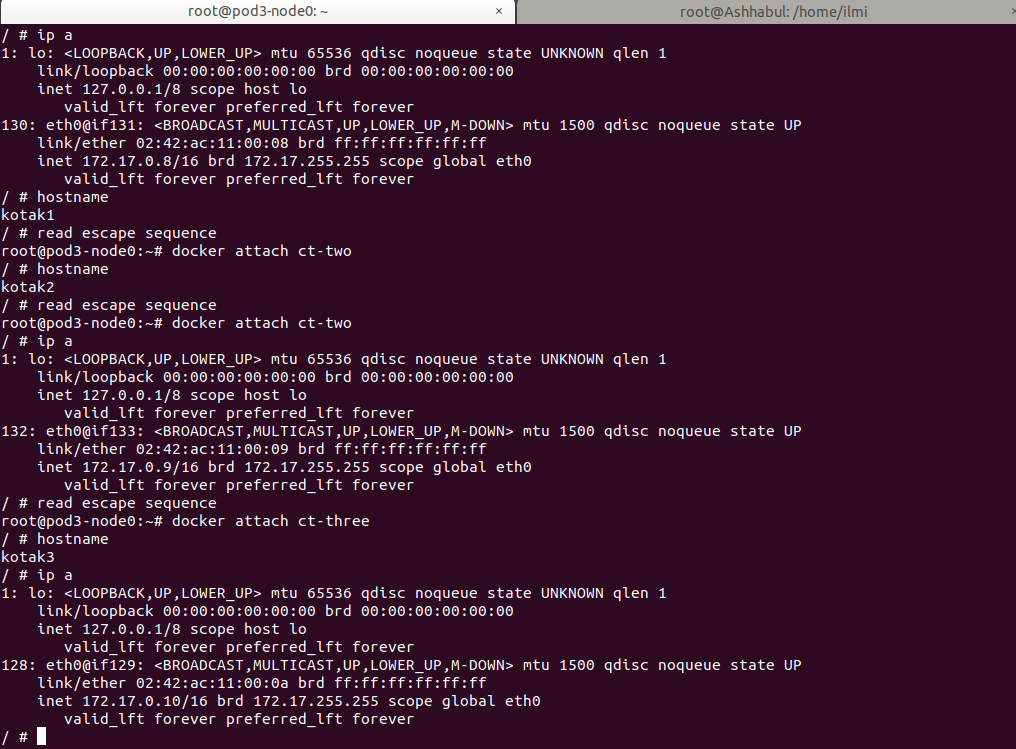 root@pod3-node0: ~ ×
root@Ashhabul: /home/ilmi ×
/ # ip a
1: lo: <LOOPBACK,UP,LOWER_UP> mtu 65536 qdisc noqueue state UNKNOWN qlen 1
    link/loopback 00:00:00:00:00:00 brd 00:00:00:00:00:00
    inet 127.0.0.1/8 scope host lo
       valid_lft forever preferred_lft forever
130: eth0@if131: <BROADCAST,MULTICAST,UP,LOWER_UP,M-DOWN> mtu 1500 qdisc noqueue state UP
    link/ether 02:42:ac:11:00:08 brd ff:ff:ff:ff:ff:ff
    inet 172.17.0.8/16 brd 172.17.255.255 scope global eth0
       valid_lft forever preferred_lft forever
/ # hostname
kotak1
/ # read escape sequence
root@pod3-node0:~# docker attach ct-two
/ # hostname
kotak2
/ # read escape sequence
root@pod3-node0:~# docker attach ct-two
/ # ip a
1: lo: <LOOPBACK,UP,LOWER_UP> mtu 65536 qdisc noqueue state UNKNOWN qlen 1
    link/loopback 00:00:00:00:00:00 brd 00:00:00:00:00:00
    inet 127.0.0.1/8 scope host lo
       valid_lft forever preferred_lft forever
132: eth0@if133: <BROADCAST,MULTICAST,UP,LOWER_UP,M-DOWN> mtu 1500 qdisc noqueue state UP
    link/ether 02:42:ac:11:00:09 brd ff:ff:ff:ff:ff:ff
    inet 172.17.0.9/16 brd 172.17.255.255 scope global eth0
       valid_lft forever preferred_lft forever
/ # read escape sequence
root@pod3-node0:~# docker attach ct-three
/ # hostname
kotak3
/ # ip a
1: lo: <LOOPBACK,UP,LOWER_UP> mtu 65536 qdisc noqueue state UNKNOWN qlen 1
    link/loopback 00:00:00:00:00:00 brd 00:00:00:00:00:00
    inet 127.0.0.1/8 scope host lo
       valid_lft forever preferred_lft forever
128: eth0@if129: <BROADCAST,MULTICAST,UP,LOWER_UP,M-DOWN> mtu 1500 qdisc noqueue state UP
    link/ether 02:42:ac:11:00:0a brd ff:ff:ff:ff:ff:ff
    inet 172.17.0.10/16 brd 172.17.255.255 scope global eth0
       valid_lft forever preferred_lft forever
/ #